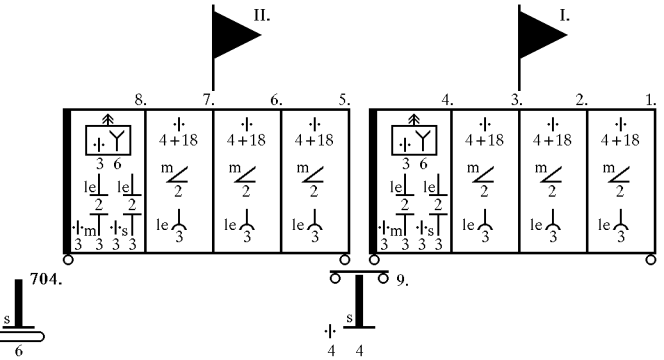 II. I.
8. 7. 6. 5. 4. 3. 2. 1.
4+18 4+18 4+18 4+18 4+18 4+18
3 6 3 6
m m m m m m
le le 2 2 2 le le 2 2 2
2 2 2 2
le le le le le le
m s 3 3 3 m s 3 3 3
3 3 3 3 3 3 3 3
704. 9.
s s
6 4 4